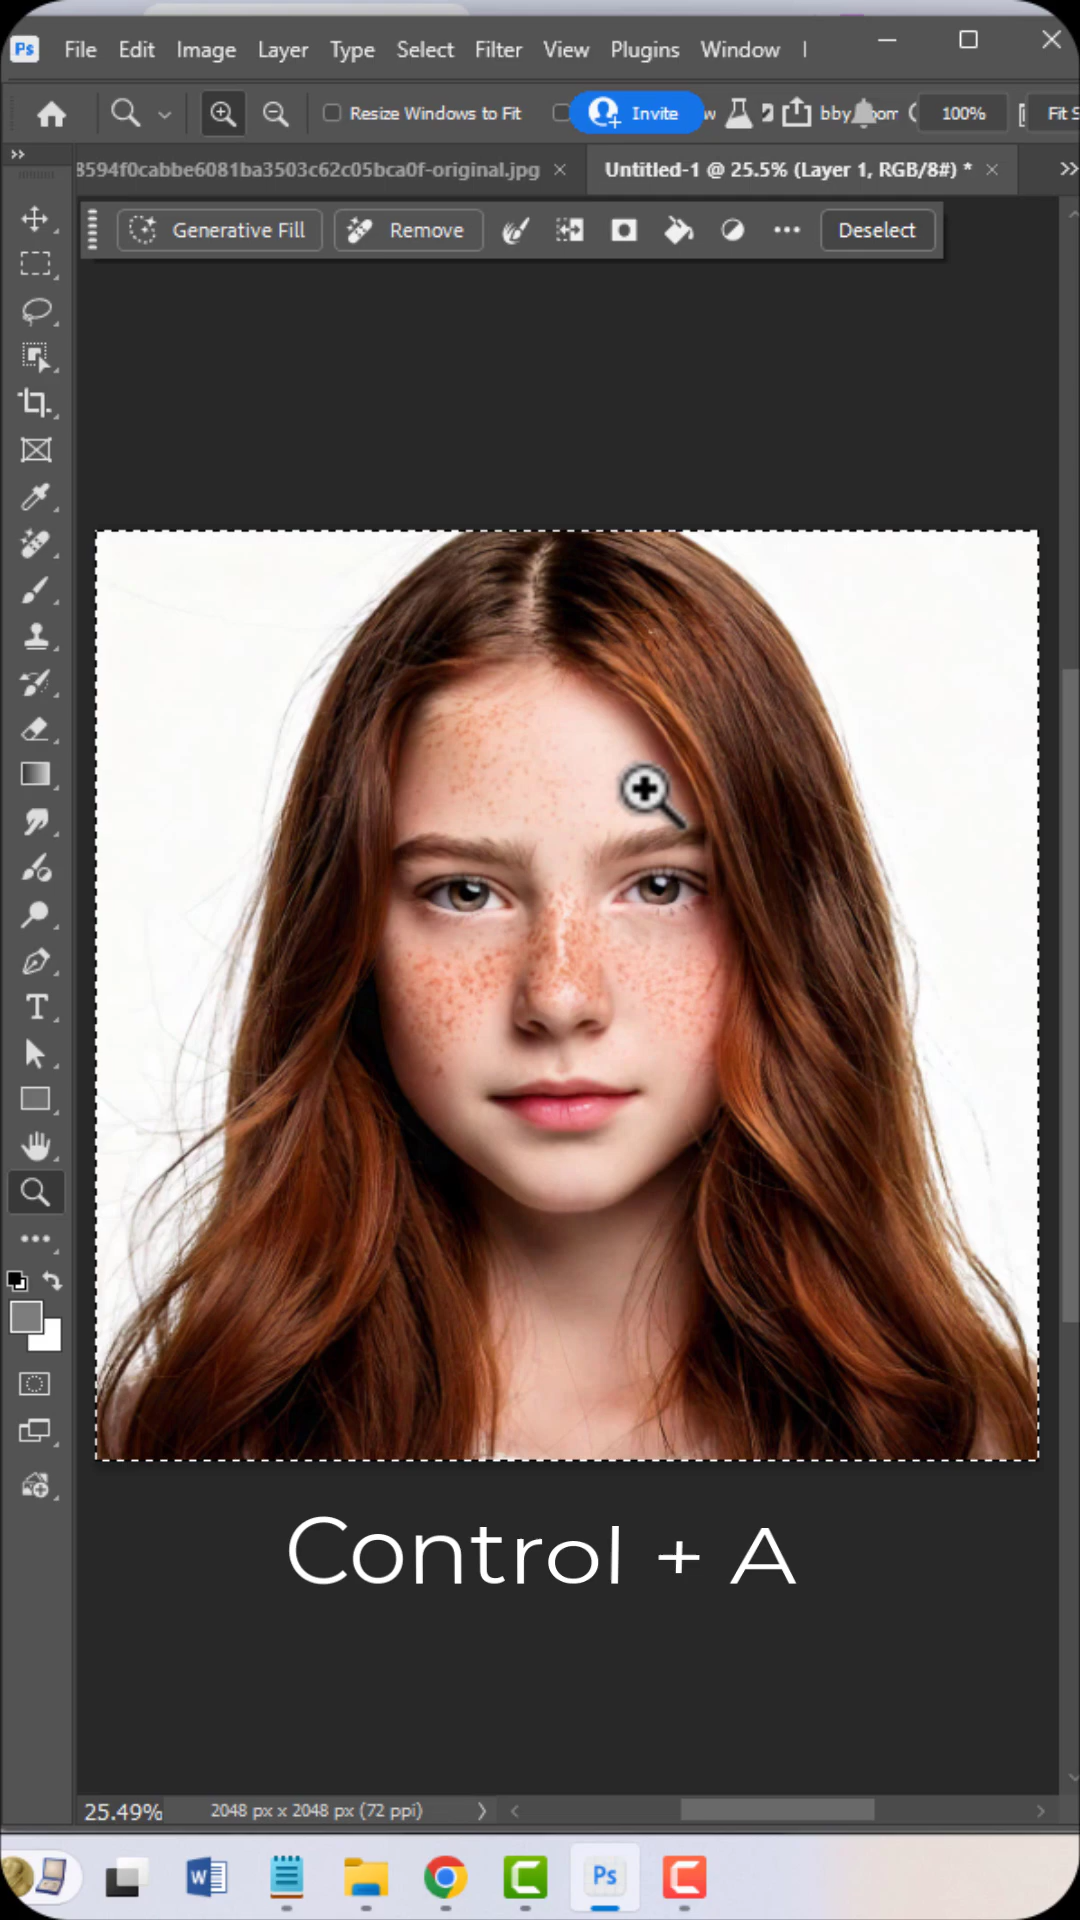 Ps File Edit Image Layer Type Select Filter View Plugins Window
Resize Windows to Fit Invite 100% Fit S
8594f0cabbe6081ba3503c62c05bca0f-original.jpg × Untitled-1 @ 25.5% (Layer 1, RGB/8#) * ×
Generative Fill Remove Deselect
Control + A
25.49% 2048 px x 2048 px (72 ppi)
W Ps